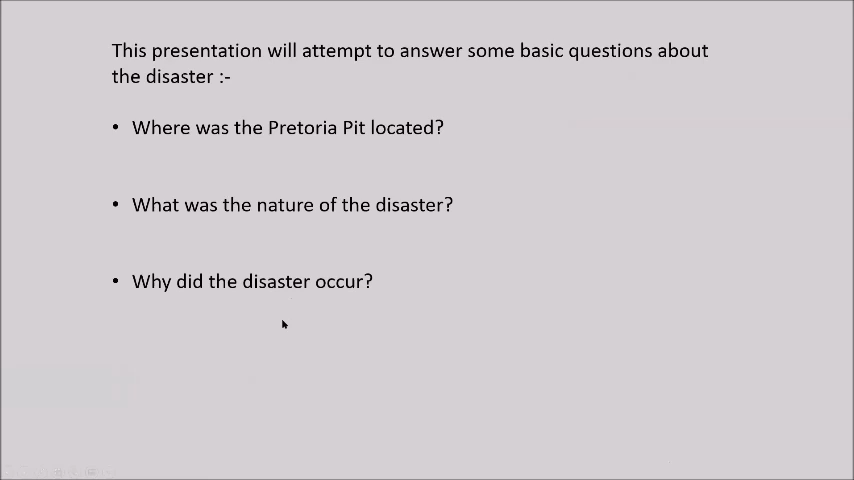 This presentation will attempt to answer some basic questions about
the disaster :-
• Where was the Pretoria Pit located?
• What was the nature of the disaster?
• Why did the disaster occur?